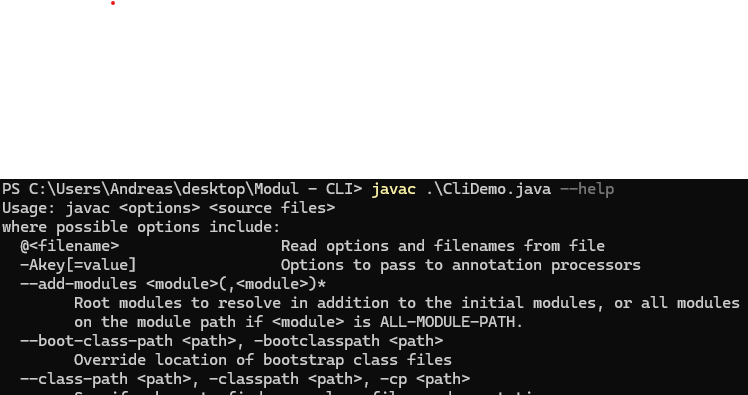 PS C:\Users\Andreas\desktop\Modul - CLI> javac .\CliDemo.java --help
Usage: javac <options> <source files>
where possible options include:
@<filename> Read options and filenames from file
-Akey[=value] Options to pass to annotation processors
--add-modules <module>(,<module>)*
Root modules to resolve in addition to the initial modules, or all modules
on the module path if <module> is ALL-MODULE-PATH.
--boot-class-path <path>, -bootclasspath <path>
Override location of bootstrap class files
--class-path <path>, -classpath <path>, -cp <path>